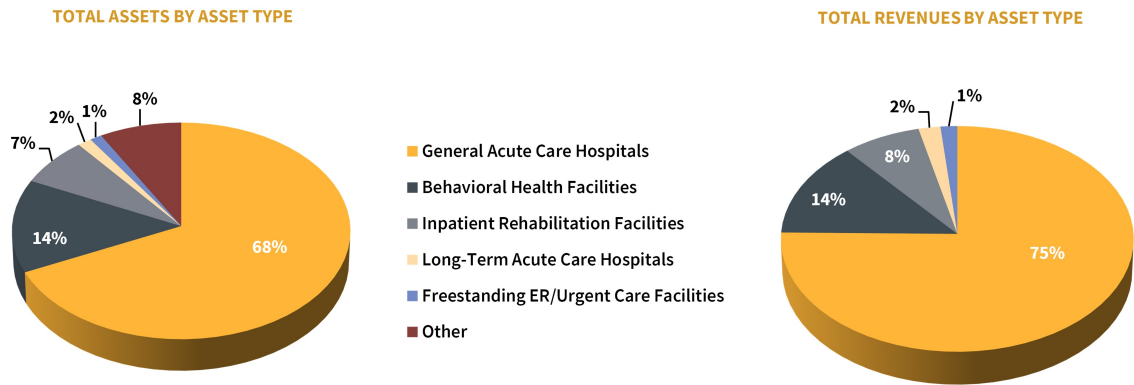 TOTAL ASSETS BY ASSET TYPE
8%
1%
2%
7%
14%
68%
General Acute Care Hospitals
Behavioral Health Facilities
Inpatient Rehabilitation Facilities
Long-Term Acute Care Hospitals
Freestanding ER/Urgent Care Facilities
Other
TOTAL REVENUES BY ASSET TYPE
1%
2%
8%
14%
75%